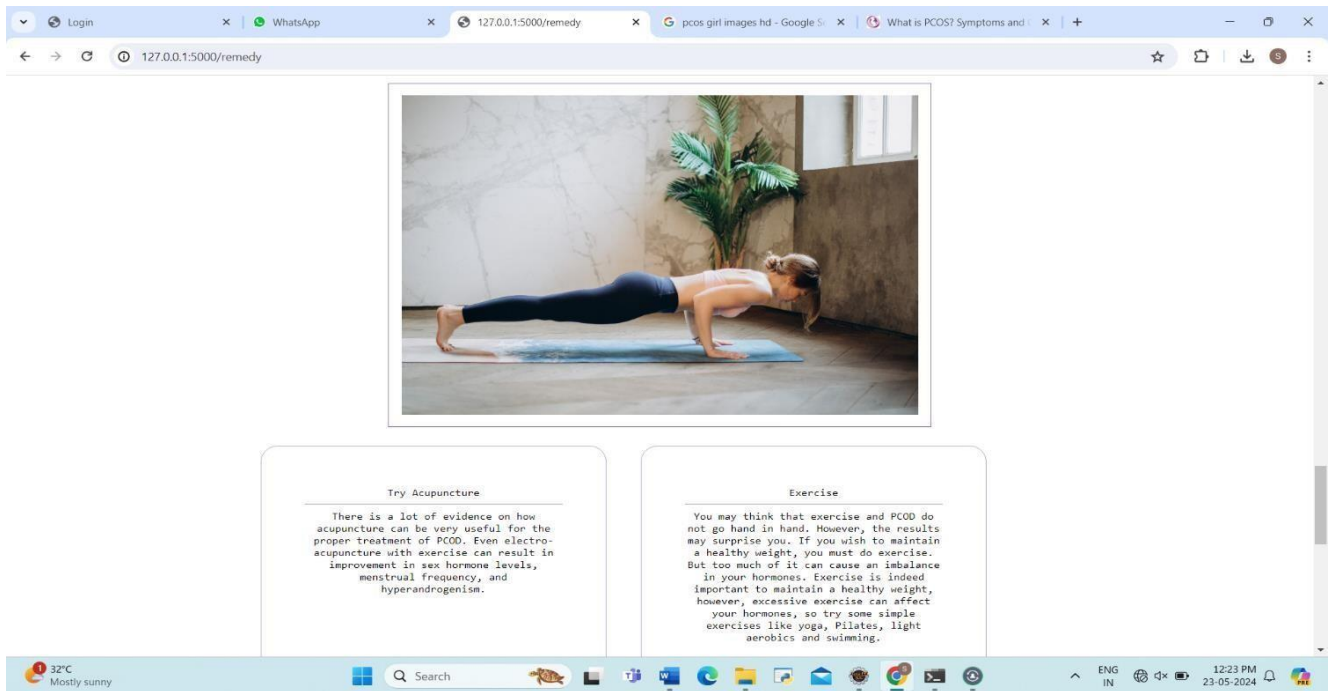 Login
WhatsApp
127.0.0.1:5000/remedy
pcos girl images hd - Google Se
What is PCOS? Symptoms and
127.0.0.1:5000/remedy
S
Try Acupuncture
There is a lot of evidence on how
acupuncture can be very useful for the
proper treatment of PCOD. Even electro-
acupuncture with exercise can result in
improvement in sex hormone levels,
menstrual frequency, and
hyperandrogenism.
Exercise
You may think that exercise and PCOD do
not go hand in hand. However, the results
may surprise you. If you wish to maintain
a healthy weight, you must do exercise.
But too much of it can cause an imbalance
in your hormones. Exercise is indeed
important to maintain a healthy weight,
however, excessive exercise can affect
your hormones, so try some simple
exercises like yoga, Pilates, light
aerobics and swimming.
1
32°C
Mostly sunny
Search
ENG
IN
12:23 PM
23-05-2024
PRE